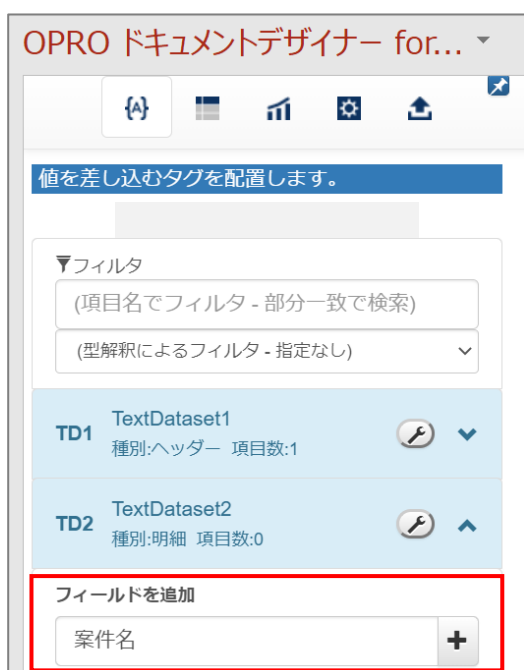 OPRO ドキュメントデザイナー for...
{A}
値を差し込むタグを配置します。
フィルタ
(項目名でフィルタ - 部分一致で検索)
(型解釈によるフィルタ - 指定なし)
TD1 TextDataset1
種別:ヘッダー 項目数:1
TD2 TextDataset2
種別:明細 項目数:0
フィールドを追加
案件名